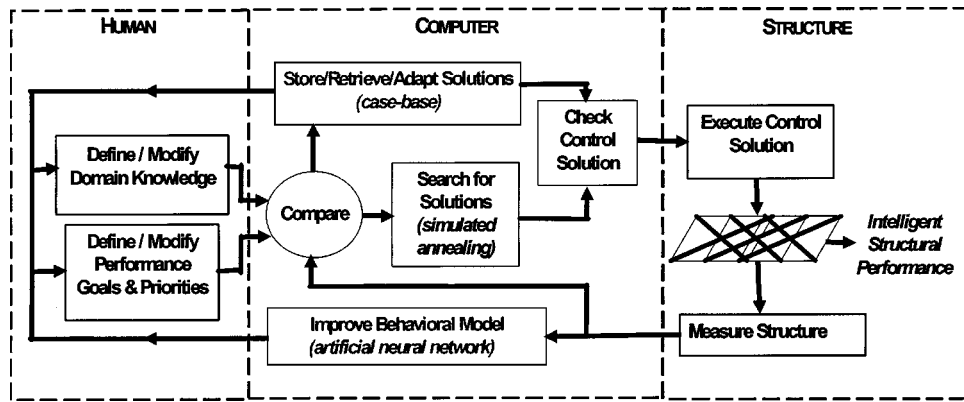 HUMAN
COMPUTER
STRUCTURE
Store/Retrieve/Adapt Solutions
(case-base)
Check
Control
Solution
Execute Control
Solution
Define / Modify
Domain Knowledge
Compare
Search for
Solutions
(simulated
annealing)
Define / Modify
Performance
Goals & Priorities
Intelligent
Structural
Performance
Improve Behavioral Model
(artificial neural network)
Measure Structure